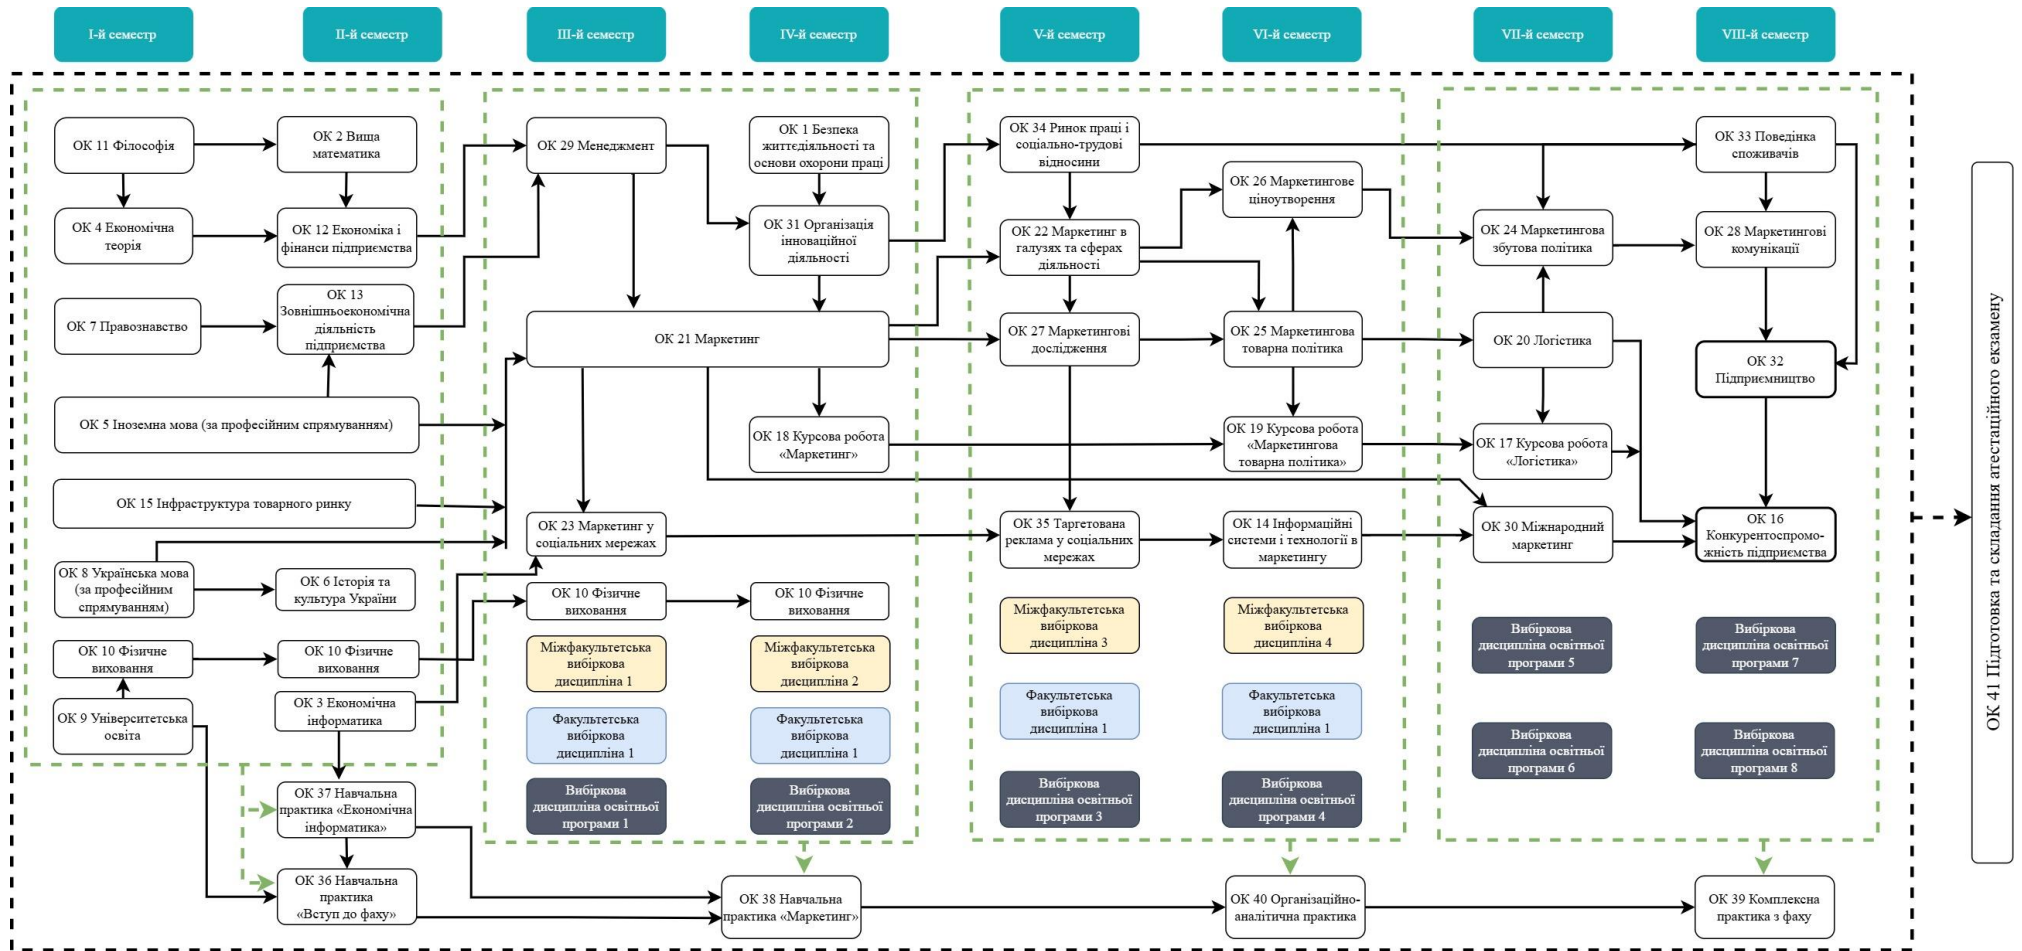 I-й семестр
II-й семестр
III-й семестр
IV-й семестр
V-й семестр
VI-й семестр
VII-й семестр
VIII-й семестр
ОК 11 Філософія
ОК 2 Вища
математика
ОК 4 Економічна
теорія
ОК 12 Економіка і
фінанси підприємства
ОК 7 Правознавство
ОК 13
Зовнішньоекономічна
діяльність
підприємства
ОК 5 Іноземна мова (за професійним спрямуванням)
ОК 15 Інфраструктура товарного ринку
ОК 8 Українська мова
(за професійним
спрямуванням)
ОК 6 Історія та
культура України
ОК 10 Фізичне
виховання
ОК 10 Фізичне
виховання
ОК 9 Університетська
освіта
ОК 3 Економічна
інформатика
ОК 37 Навчальна
практика «Економічна
інформатика»
ОК 36 Навчальна
практика
«Вступ до фаху»
ОК 29 Менеджмент
ОК 1 Безпека
життєдіяльності та
основи охорони праці
ОК 31 Організація
інноваційної
діяльності
ОК 21 Маркетинг
ОК 18 Курсова робота
«Маркетинг»
ОК 23 Маркетинг у
соціальних мережах
ОК 10 Фізичне
виховання
ОК 10 Фізичне
виховання
Міжфакультетська
вибіркова
дисципліна 1
Міжфакультетська
вибіркова
дисципліна 2
Факультетська
вибіркова
дисципліна 1
Факультетська
вибіркова
дисципліна 1
Вибіркова
дисципліна освітньої
програми 1
Вибіркова
дисципліна освітньої
програми 2
ОК 38 Навчальна
практика «Маркетинг»
ОК 34 Ринок праці і
соціально-трудові
відносини
ОК 26 Маркетингове
ціноутворення
ОК 22 Маркетинг в
галузях та сферах
діяльності
ОК 27 Маркетингові
дослідження
ОК 25 Маркетингова
товарна політика
ОК 19 Курсова робота
«Маркетингова
товарна політика»
ОК 35 Таргетована
реклама у соціальних
мережах
ОК 14 Інформаційні
системи і технології в
маркетингу
Міжфакультетська
вибіркова
дисципліна 3
Міжфакультетська
вибіркова
дисципліна 4
Факультетська
вибіркова
дисципліна 1
Факультетська
вибіркова
дисципліна 1
Вибіркова
дисципліна освітньої
програми 3
Вибіркова
дисципліна освітньої
програми 4
ОК 40 Організаційно-
аналітична практика
ОК 33 Поведінка
споживачів
ОК 24 Маркетингова
збутова політика
ОК 28 Маркетингові
комунікації
ОК 20 Логістика
ОК 32
Підприємництво
ОК 17 Курсова робота
«Логістика»
ОК 30 Міжнародний
маркетинг
ОК 16
Конкурентоспромо-
жність підприємства
Вибіркова
дисципліна освітньої
програми 5
Вибіркова
дисципліна освітньої
програми 7
Вибіркова
дисципліна освітньої
програми 6
Вибіркова
дисципліна освітньої
програми 8
ОК 39 Комплексна
практика з фаху
ОК 41 Підготовка та складання атестаційного екзамену